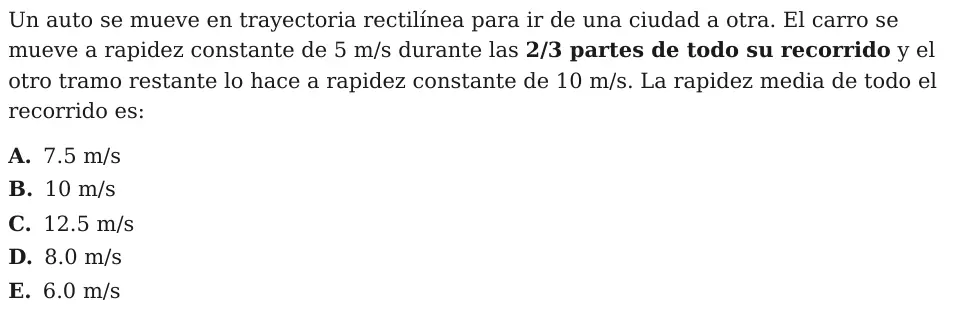 Un auto se mueve en trayectoria rectilínea para ir de una ciudad a otra. El carro se
mueve a rapidez constante de 5 m/s durante las 2/3 partes de todo su recorrido y el
otro tramo restante lo hace a rapidez constante de 10 m/s. La rapidez media de todo el
recorrido es:
A. 7.5 m/s
B. 10 m/s
C. 12.5 m/s
D. 8.0 m/s
E. 6.0 m/s